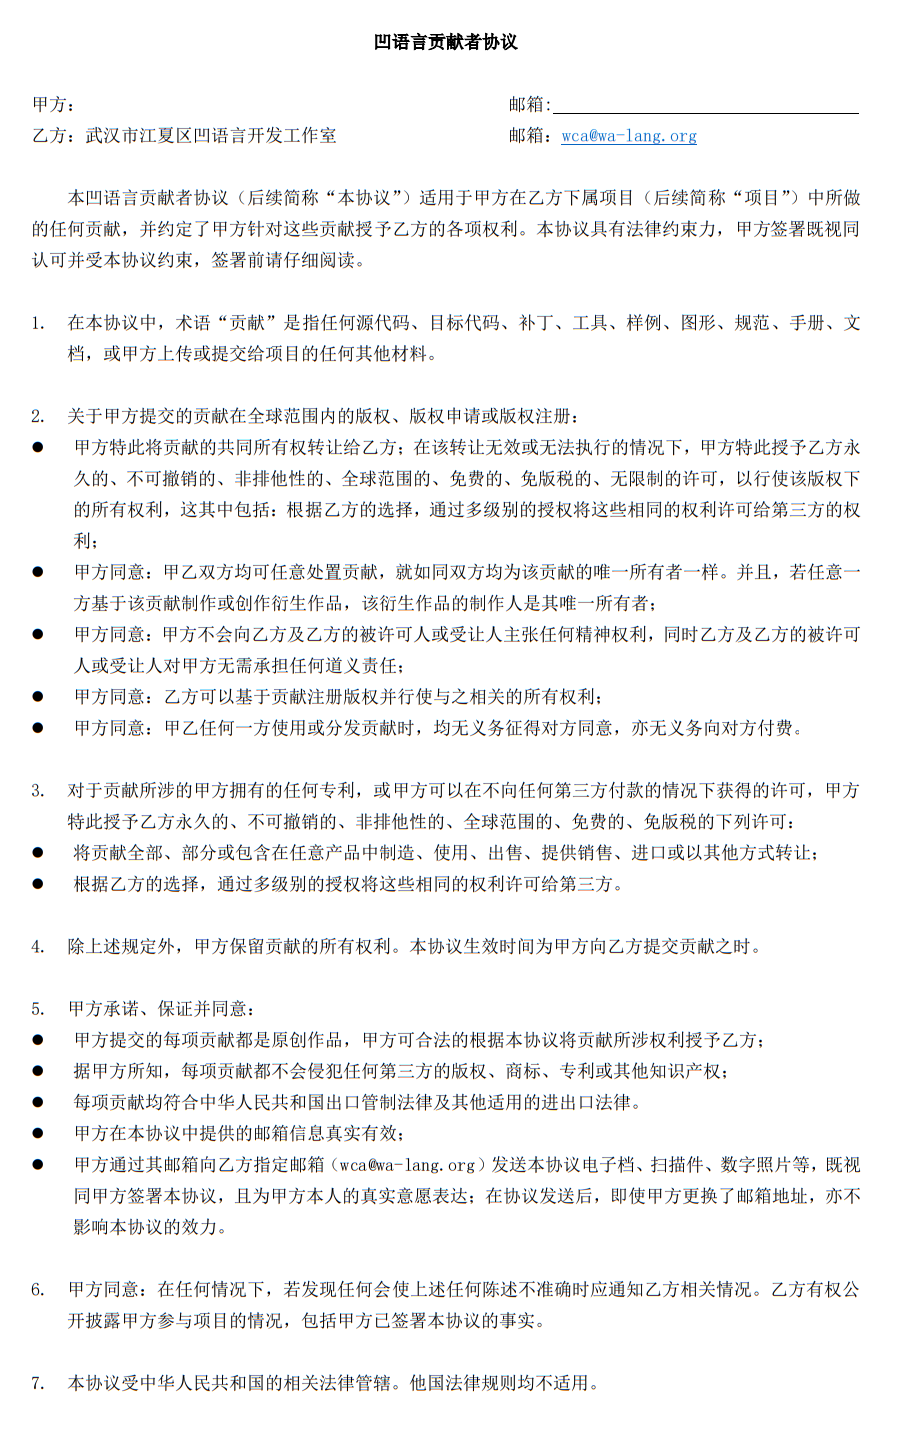 凹语言贡献者协议
甲方： 邮箱:
乙方：武汉市江夏区凹语言开发工作室 邮箱：wca@wa-lang.org
本凹语言贡献者协议（后续简称“本协议”）适用于甲方在乙方下属项目（后续简称“项目”）中所做
的任何贡献，并约定了甲方针对这些贡献授予乙方的各项权利。本协议具有法律约束力，甲方签署既视同
认可并受本协议约束，签署前请仔细阅读。
1. 在本协议中，术语“贡献”是指任何源代码、目标代码、补丁、工具、样例、图形、规范、手册、文
档，或甲方上传或提交给项目的任何其他材料。
2. 关于甲方提交的贡献在全球范围内的版权、版权申请或版权注册：
● 甲方特此将贡献的共同所有权转让给乙方；在该转让无效或无法执行的情况下，甲方特此授予乙方永
久的、不可撤销的、非排他性的、全球范围的、免费的、免版税的、无限制的许可，以行使该版权下
的所有权利，这其中包括：根据乙方的选择，通过多级别的授权将这些相同的权利许可给第三方的权
利；
● 甲方同意：甲乙双方均可任意处置贡献，就如同双方均为该贡献的唯一所有者一样。并且，若任意一
方基于该贡献制作或创作衍生作品，该衍生作品的制作人是其唯一所有者；
● 甲方同意：甲方不会向乙方及乙方的被许可人或受让人主张任何精神权利，同时乙方及乙方的被许可
人或受让人对甲方无需承担任何道义责任；
● 甲方同意：乙方可以基于贡献注册版权并行使与之相关的所有权利；
● 甲方同意：甲乙任何一方使用或分发贡献时，均无义务征得对方同意，亦无义务向对方付费。
3. 对于贡献所涉的甲方拥有的任何专利，或甲方可以在不向任何第三方付款的情况下获得的许可，甲方
特此授予乙方永久的、不可撤销的、非排他性的、全球范围的、免费的、免版税的下列许可：
● 将贡献全部、部分或包含在任意产品中制造、使用、出售、提供销售、进口或以其他方式转让；
● 根据乙方的选择，通过多级别的授权将这些相同的权利许可给第三方。
4. 除上述规定外，甲方保留贡献的所有权利。本协议生效时间为甲方向乙方提交贡献之时。
5. 甲方承诺、保证并同意：
● 甲方提交的每项贡献都是原创作品，甲方可合法的根据本协议将贡献所涉权利授予乙方；
● 据甲方所知，每项贡献都不会侵犯任何第三方的版权、商标、专利或其他知识产权；
● 每项贡献均符合中华人民共和国出口管制法律及其他适用的进出口法律。
● 甲方在本协议中提供的邮箱信息真实有效；
● 甲方通过其邮箱向乙方指定邮箱（wca@wa-lang.org）发送本协议电子档、扫描件、数字照片等，既视
同甲方签署本协议，且为甲方本人的真实意愿表达；在协议发送后，即使甲方更换了邮箱地址，亦不
影响本协议的效力。
6. 甲方同意：在任何情况下，若发现任何会使上述任何陈述不准确时应通知乙方相关情况。乙方有权公
开披露甲方参与项目的情况，包括甲方已签署本协议的事实。
7. 本协议受中华人民共和国的相关法律管辖。他国法律规则均不适用。